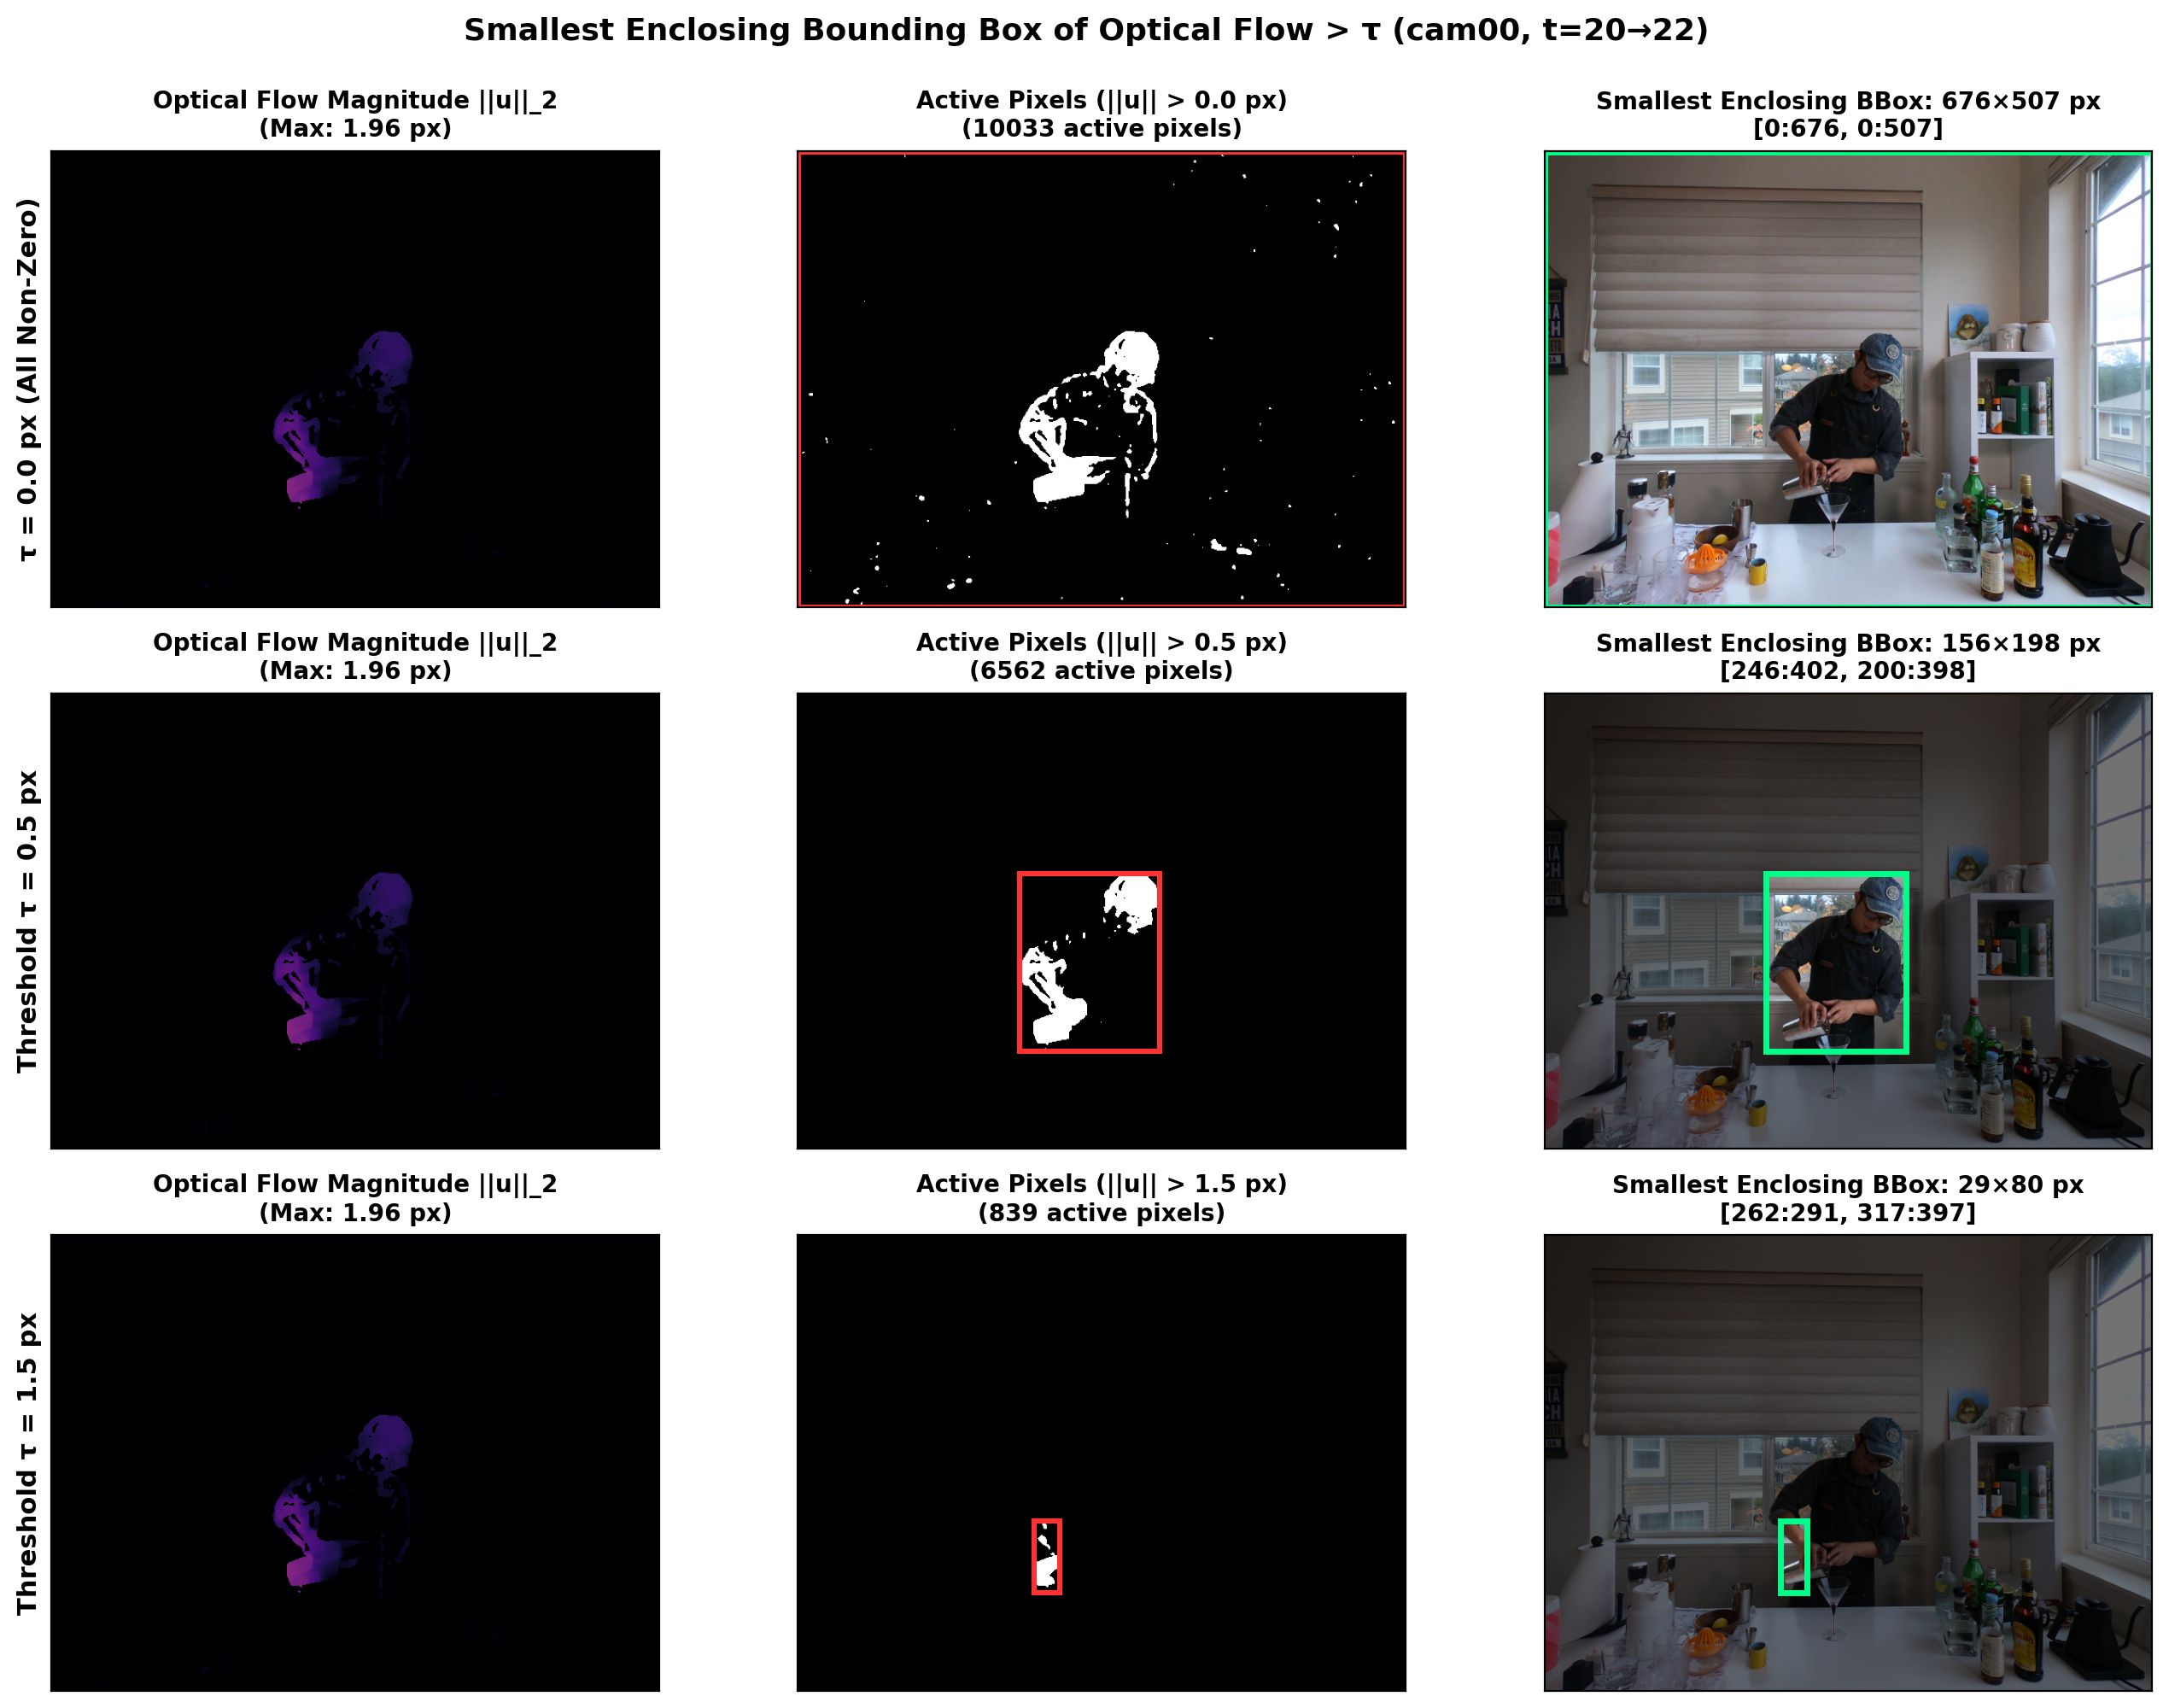 Smallest Enclosing Bounding Box of Optical Flow > τ (cam00, t=20→22)
τ = 0.0 px (All Non-Zero)
Optical Flow Magnitude ||u||_2
(Max: 1.96 px)
Active Pixels (||u|| > 0.0 px)
(10033 active pixels)
Smallest Enclosing BBox: 676×507 px
[0:676, 0:507]
Threshold τ = 0.5 px
Optical Flow Magnitude ||u||_2
(Max: 1.96 px)
Active Pixels (||u|| > 0.5 px)
(6562 active pixels)
Smallest Enclosing BBox: 156×198 px
[246:402, 200:398]
Threshold τ = 1.5 px
Optical Flow Magnitude ||u||_2
(Max: 1.96 px)
Active Pixels (||u|| > 1.5 px)
(839 active pixels)
Smallest Enclosing BBox: 29×80 px
[262:291, 317:397]